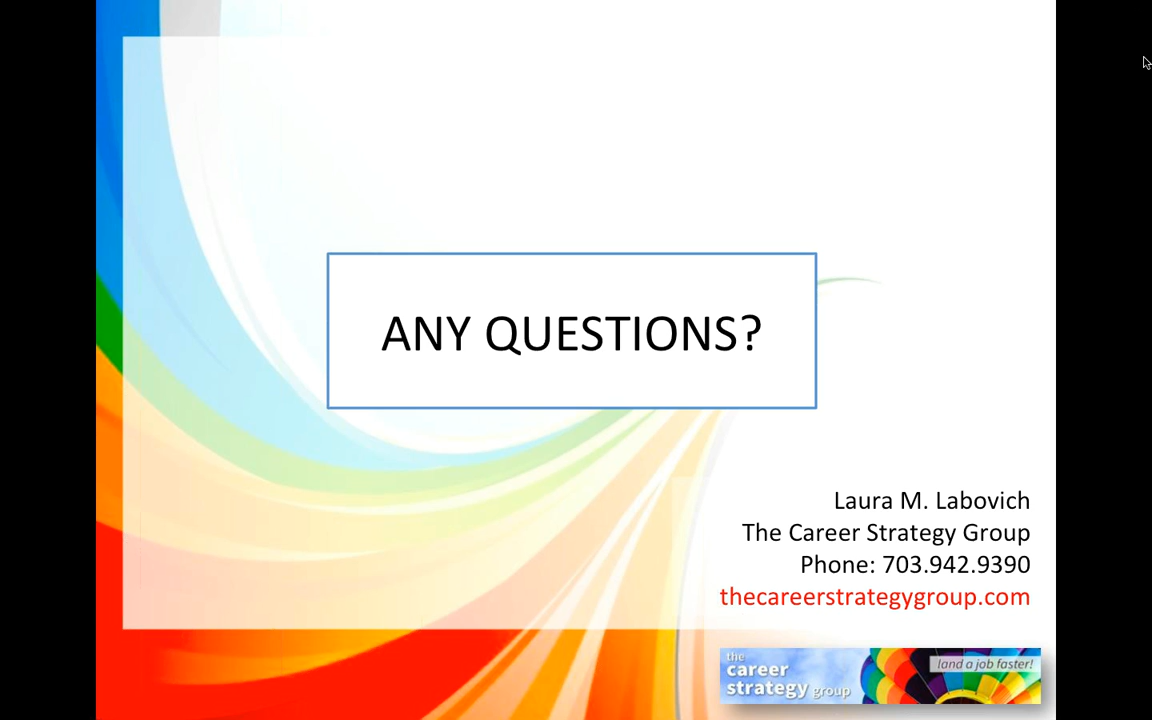 ANY QUESTIONS?
Laura M. Labovich
The Career Strategy Group
Phone: 703.942.9390
thecareerstrategygroup.com
the
career
strategy group
land a job faster!